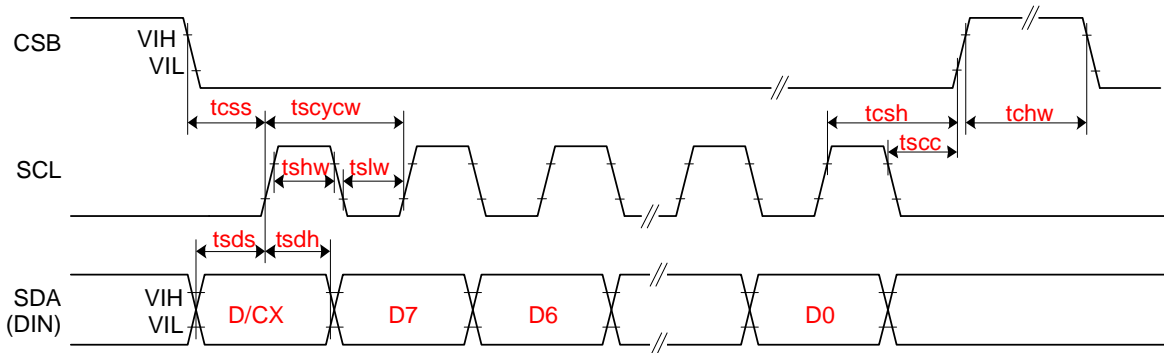 CSB
VIH
VIL
tcss
tscycw
tcsh
tchw
tscc
SCL
tshw
tslw
tsds
tsdh
SDA
(DIN)
VIH
VIL
D/CX
D7
D6
D0